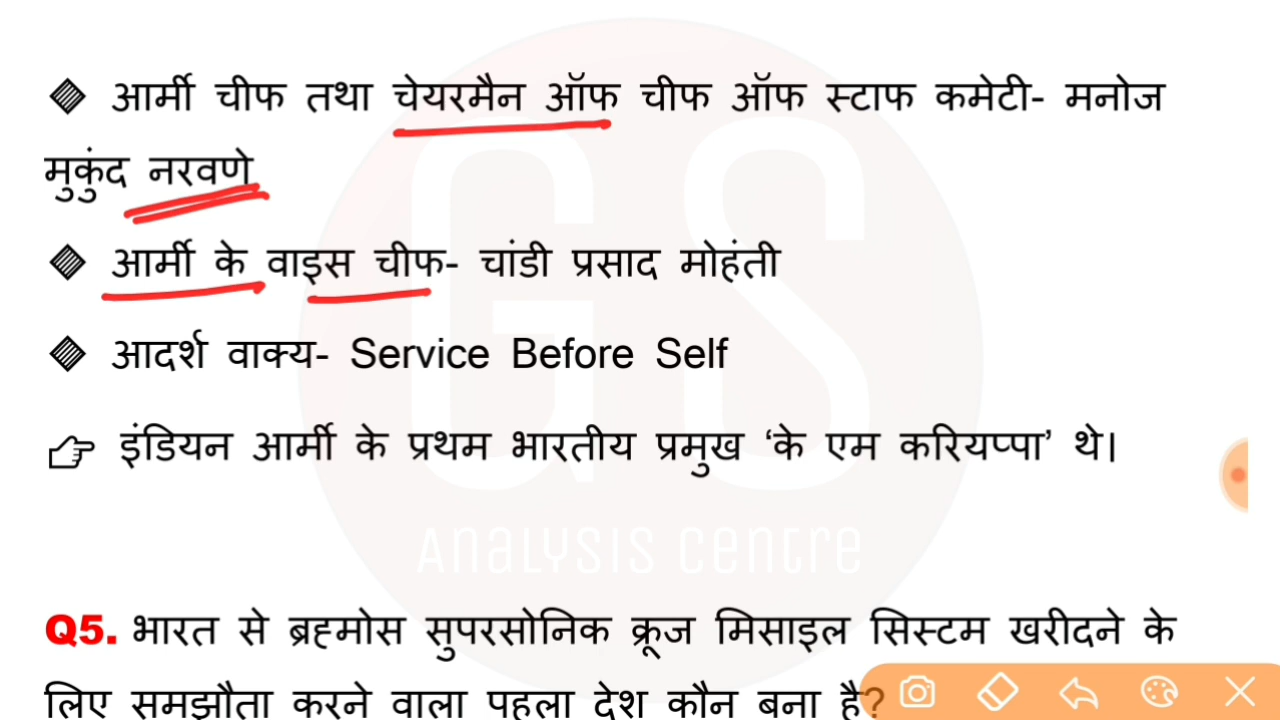 आर्मी चीफ तथा चेयरमैन ऑफ चीफ ऑफ स्टाफ कमेटी- मनोज
मुकुंद नरवणे
आर्मी के वाइस चीफ- चांडी प्रसाद मोहंती
आदर्श वाक्य- Service Before Self
इंडियन आर्मी के प्रथम भारतीय प्रमुख ‘के एम करियप्पा’ थे।
GS
Analysis Centre
Q5. भारत से ब्रह्मोस सुपरसोनिक क्रूज मिसाइल सिस्टम खरीदने के
लिए समझौता करने वाला पहला देश कौन बना है?